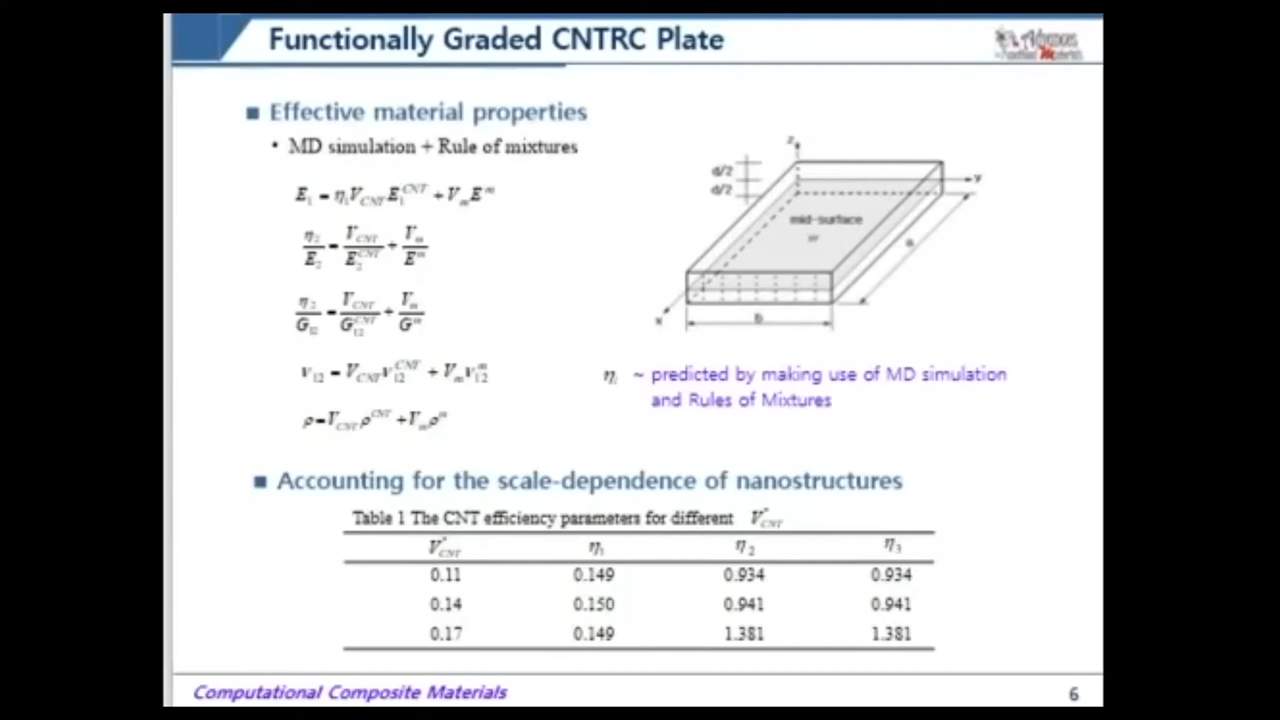 Functionally Graded CNTRC Plate
■ Effective material properties
• MD simulation + Rule of mixtures
E₁ = η₁V_CNT E₁^CNT + V_m E^m
η₂/E₂ = V_CNT/E₂^CNT + V_m/E^m
η₂/G₁₂ = V_CNT/G₁₂^CNT + V_m/G^m
ν₁₂ = V_CNT ν₁₂^CNT + V_m ν₁₂^m
ρ = V_CNT ρ^CNT + V_m ρ^m
z
d/2
d/2
y
mid-surface
a
x
b
ηᵢ ~ predicted by making use of MD simulation
and Rules of Mixtures
■ Accounting for the scale-dependence of nanostructures
Table 1 The CNT efficiency parameters for different V*_CNT
V*_CNT η₁ η₂ η₃
0.11 0.149 0.934 0.934
0.14 0.150 0.941 0.941
0.17 0.149 1.381 1.381
Computational Composite Materials
6